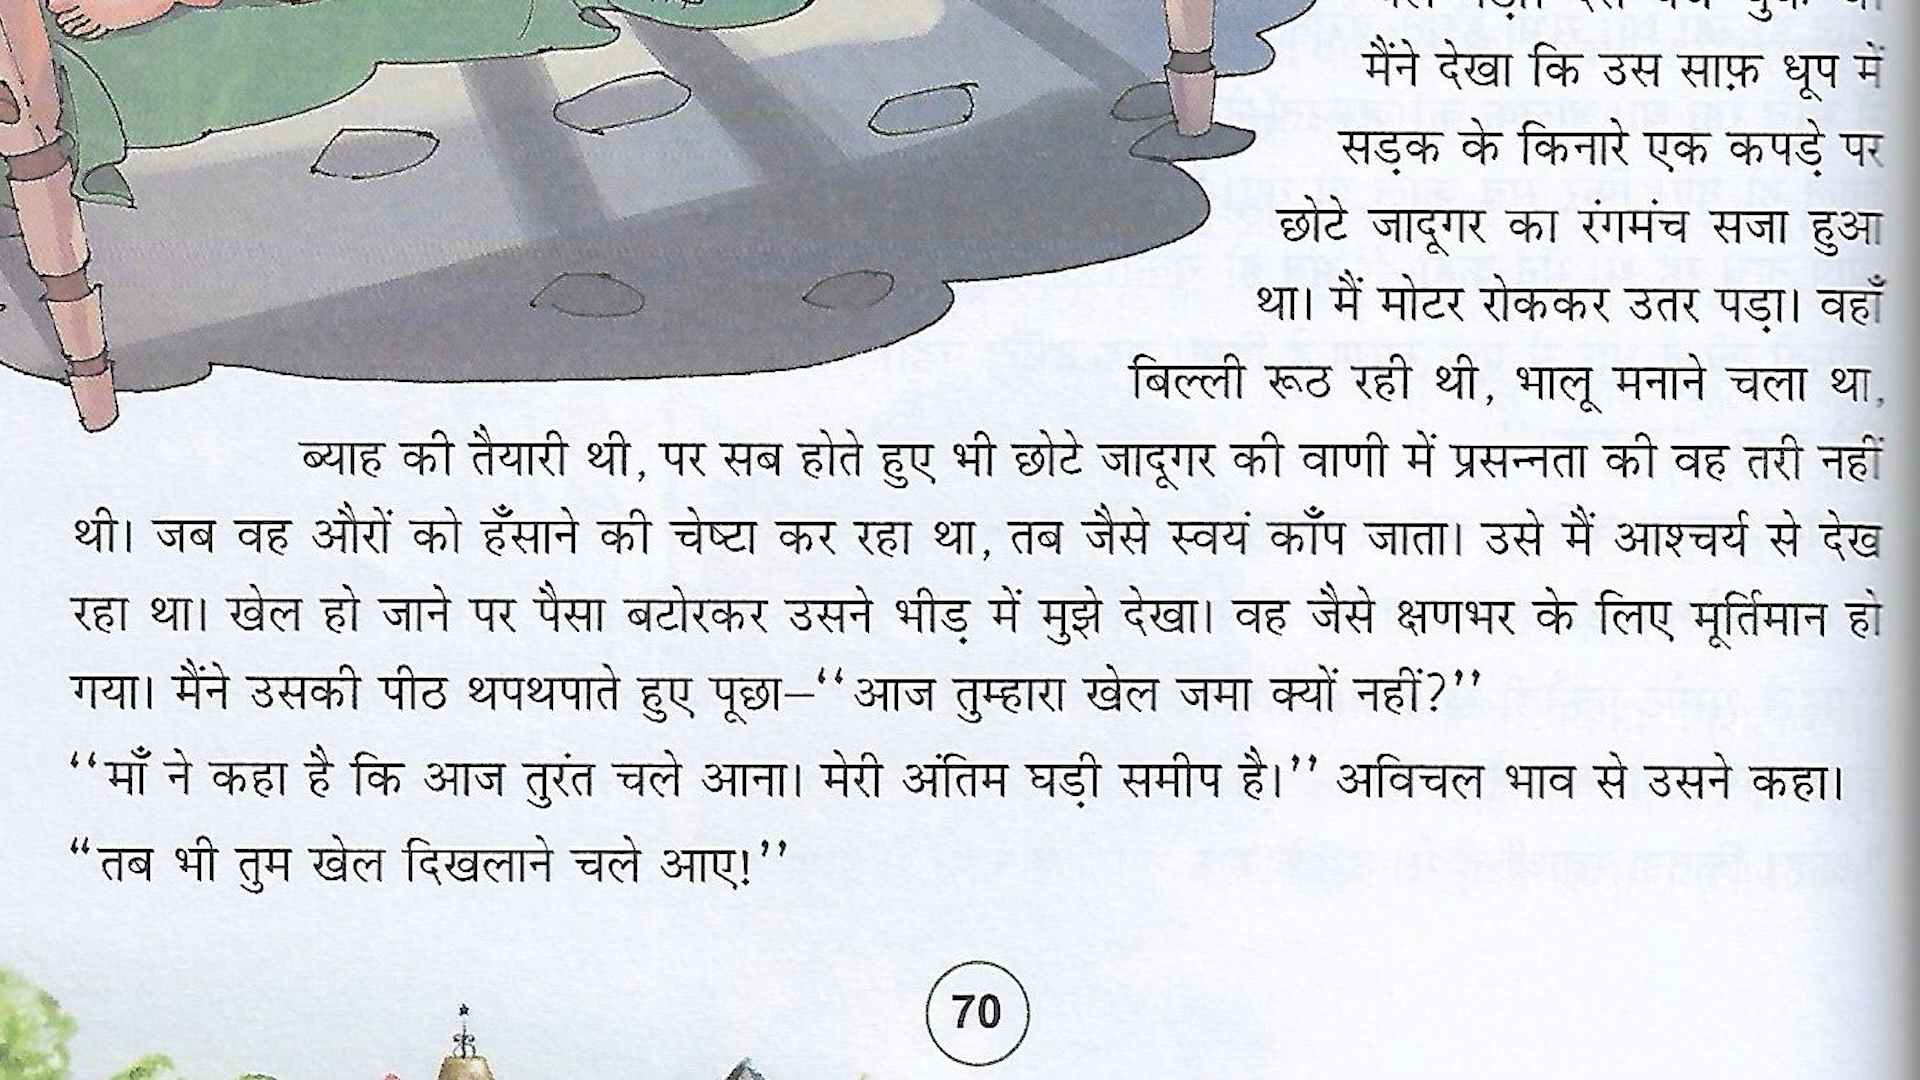 मैंने देखा कि उस साफ़ धूप में
सड़क के किनारे एक कपड़े पर
छोटे जादूगर का रंगमंच सजा हुआ
था। मैं मोटर रोककर उतर पड़ा। वहाँ
बिल्ली रूठ रही थी, भालू मनाने चला था,
ब्याह की तैयारी थी, पर सब होते हुए भी छोटे जादूगर की वाणी में प्रसन्नता की वह तरी नहीं
थी। जब वह औरों को हँसाने की चेष्टा कर रहा था, तब जैसे स्वयं काँप जाता। उसे मैं आश्चर्य से देख
रहा था। खेल हो जाने पर पैसा बटोरकर उसने भीड़ में मुझे देखा। वह जैसे क्षणभर के लिए मूर्तिमान हो
गया। मैंने उसकी पीठ थपथपाते हुए पूछा–‘‘आज तुम्हारा खेल जमा क्यों नहीं?’’
‘‘माँ ने कहा है कि आज तुरंत चले आना। मेरी अंतिम घड़ी समीप है।’’ अविचल भाव से उसने कहा।
“तब भी तुम खेल दिखलाने चले आए!’’
70